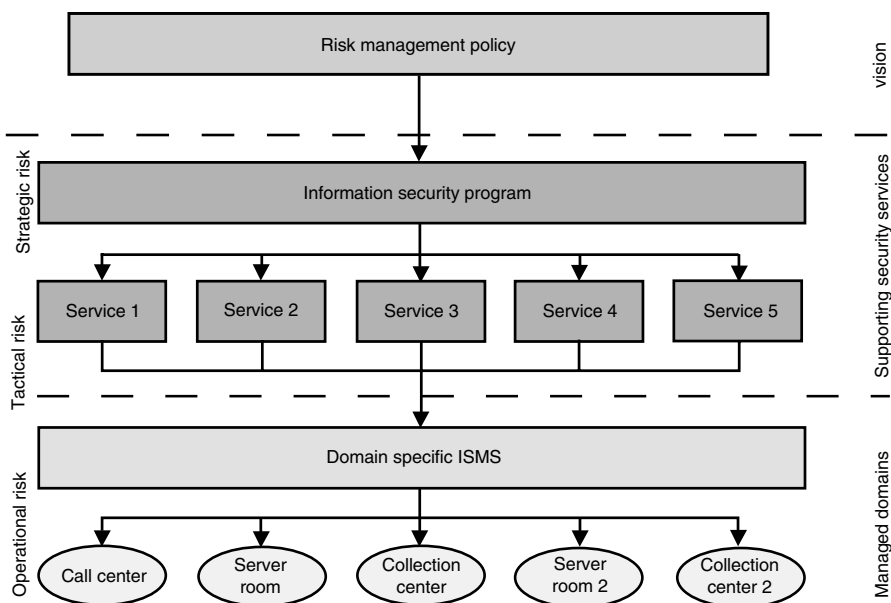 Risk management policy
vision
Strategic risk
Information security program
Supporting security services
Service 1
Service 2
Service 3
Service 4
Service 5
Tactical risk
Domain specific ISMS
Operational risk
Managed domains
Call center
Server
room
Collection
center
Server
room 2
Collection
center 2